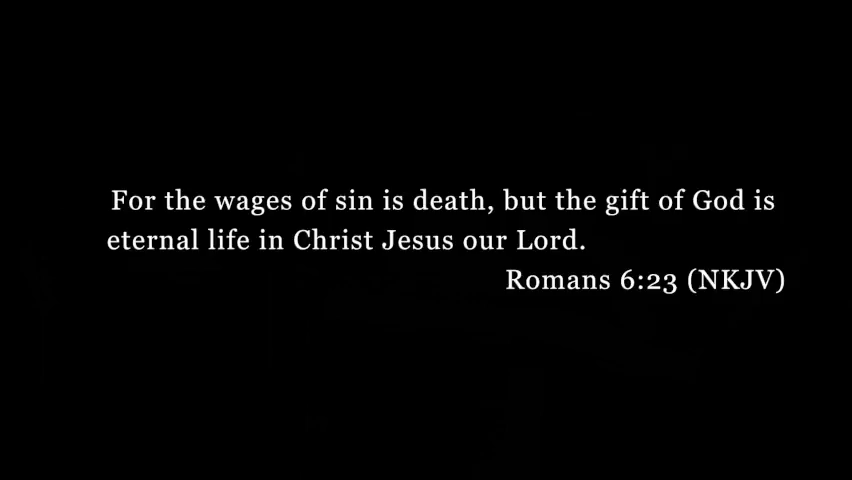 For the wages of sin is death, but the gift of God is
eternal life in Christ Jesus our Lord.
Romans 6:23 (NKJV)